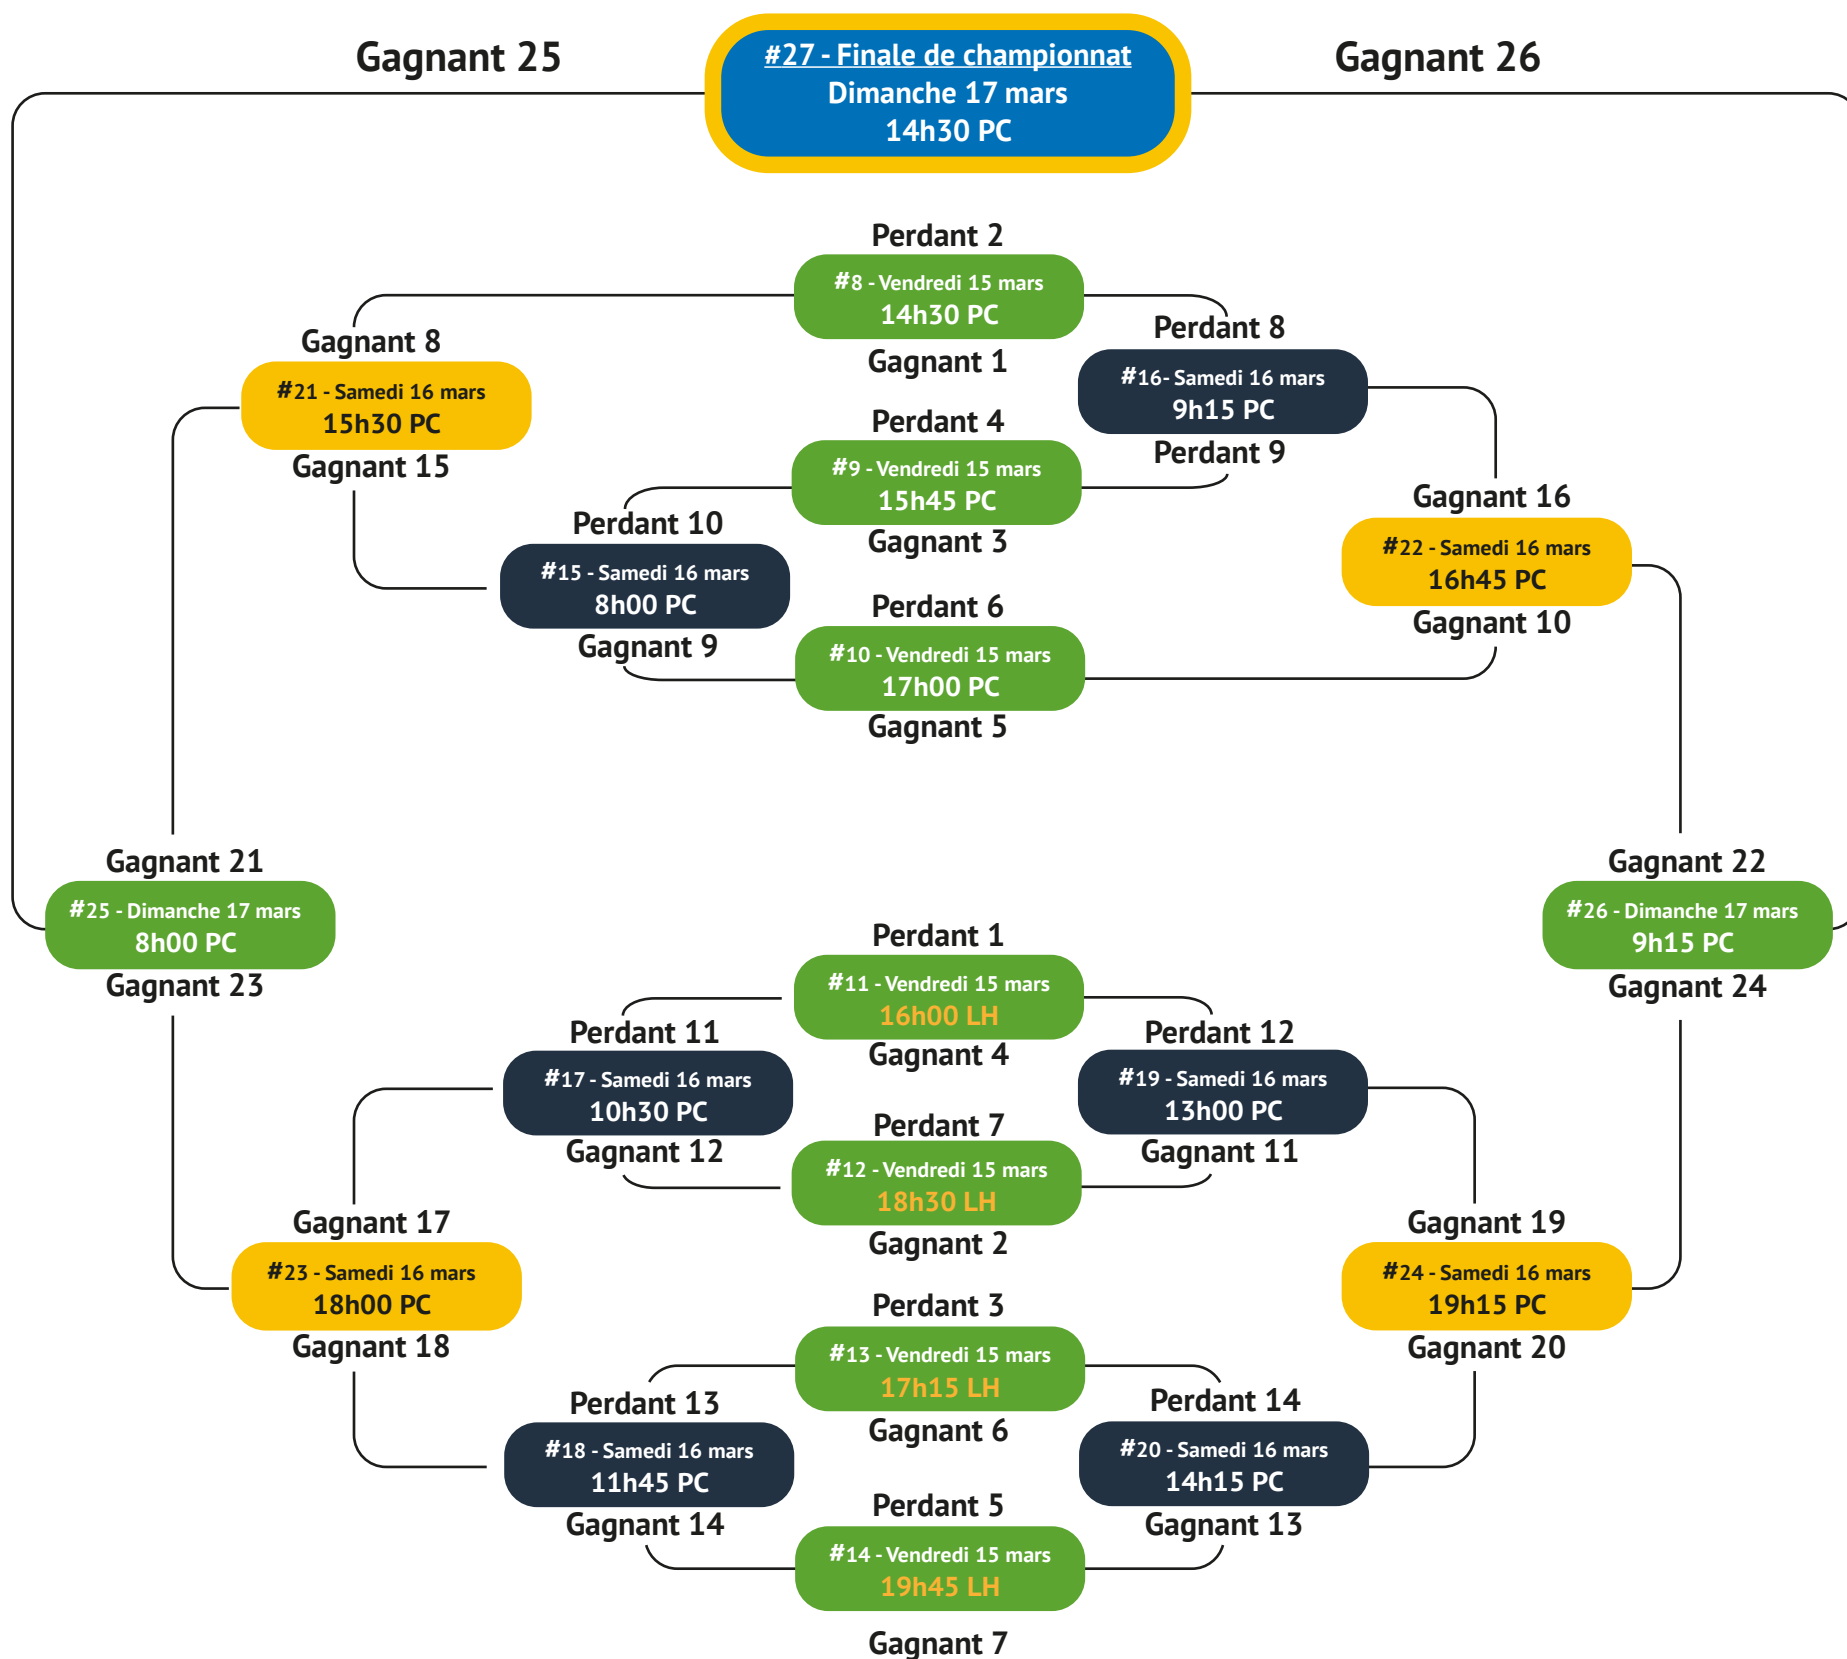 Gagnant 25
#27 - Finale de championnat
Dimanche 17 mars
14h30 PC
Gagnant 26
Perdant 2
#8 - Vendredi 15 mars
14h30 PC
Gagnant 1
Gagnant 8
#21 - Samedi 16 mars
15h30 PC
Gagnant 15
Perdant 8
#16- Samedi 16 mars
9h15 PC
Perdant 9
Perdant 4
#9 - Vendredi 15 mars
15h45 PC
Gagnant 3
Perdant 10
#15 - Samedi 16 mars
8h00 PC
Gagnant 9
Gagnant 16
#22 - Samedi 16 mars
16h45 PC
Gagnant 10
Perdant 6
#10 - Vendredi 15 mars
17h00 PC
Gagnant 5
Gagnant 21
#25 - Dimanche 17 mars
8h00 PC
Gagnant 23
Gagnant 22
#26 - Dimanche 17 mars
9h15 PC
Gagnant 24
Perdant 1
#11 - Vendredi 15 mars
16h00 LH
Gagnant 4
Perdant 11
#17 - Samedi 16 mars
10h30 PC
Gagnant 12
Perdant 12
#19 - Samedi 16 mars
13h00 PC
Gagnant 11
Perdant 7
#12 - Vendredi 15 mars
18h30 LH
Gagnant 2
Gagnant 17
#23 - Samedi 16 mars
18h00 PC
Gagnant 18
Gagnant 19
#24 - Samedi 16 mars
19h15 PC
Gagnant 20
Perdant 3
#13 - Vendredi 15 mars
17h15 LH
Gagnant 6
Perdant 13
#18 - Samedi 16 mars
11h45 PC
Gagnant 14
Perdant 14
#20 - Samedi 16 mars
14h15 PC
Gagnant 13
Perdant 5
#14 - Vendredi 15 mars
19h45 LH
Gagnant 7